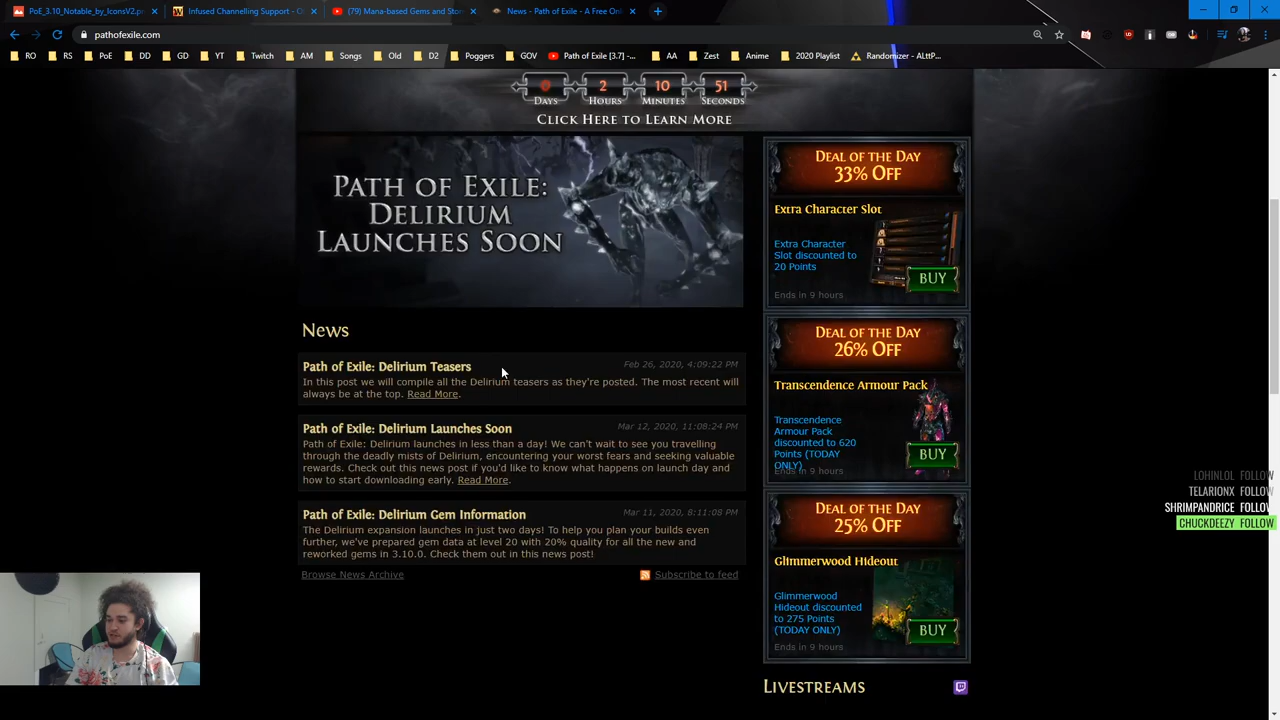 PoE_3.10_Notable_by_IconsV2.p
Infused Channelling Support - O
(79) Mana-based Gems and Stor
News - Path of Exile - A Free Onl
pathofexile.com
RO RS PoE DD GD YT Twitch AM Songs Old D2 Poggers GOV Path of Exile [3.7] -... AA Zest Anime 2020 Playlist Randomizer - ALttP...
0 2 10 51
Days Hours Minutes Seconds
Click Here to Learn More
Path of Exile:
Delirium
Launches Soon
News
Path of Exile: Delirium Teasers
Feb 26, 2020, 4:09:22 PM
In this post we will compile all the Delirium teasers as they're posted. The most recent will
always be at the top. Read More.
Path of Exile: Delirium Launches Soon
Mar 12, 2020, 11:08:24 PM
Path of Exile: Delirium launches in less than a day! We can't wait to see you travelling
through the deadly mists of Delirium, encountering your worst fears and seeking valuable
rewards. Check out this news post if you'd like to know what happens on launch day and
how to start downloading early. Read More.
Path of Exile: Delirium Gem Information
Mar 11, 2020, 8:11:08 PM
The Delirium expansion launches in just two days! To help you plan your builds even
further, we've prepared gem data at level 20 with 20% quality for all the new and
reworked gems in 3.10.0. Check them out in this news post!
Browse News Archive
Subscribe to feed
Deal of the Day
33% Off
Extra Character Slot
Extra Character
Slot discounted to
20 Points
BUY
Ends in 9 hours
Deal of the Day
26% Off
Transcendence Armour Pack
Transcendence
Armour Pack
discounted to 620
Points (TODAY
ONLY)
BUY
Ends in 9 hours
Deal of the Day
25% Off
Glimmerwood Hideout
Glimmerwood
Hideout discounted
to 275 Points
(TODAY ONLY)
BUY
Ends in 9 hours
Livestreams
LOHINLOL FOLLOW
TELARIONX FOLLOW
SHRIMPANDRICE FOLLOW
CHUCKDEEZY FOLLOW